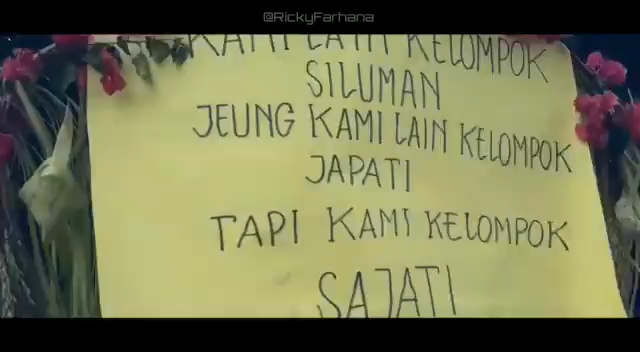 @RickyFarhana
KAMI LAIN KELOMPOK
SILUMAN
JEUNG KAMI LAIN KELOMPOK
JAPATI
TAPI KAMI KELOMPOK
SAJATI